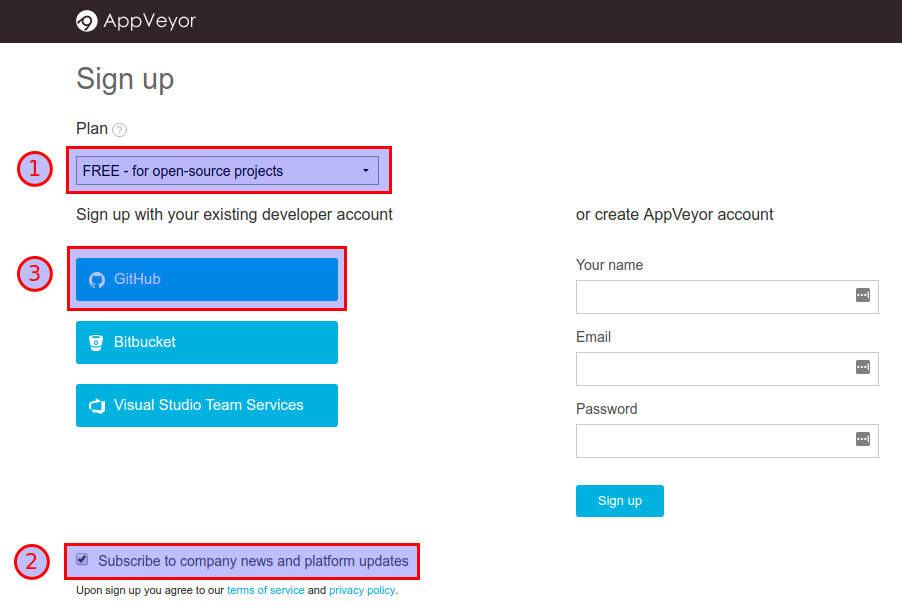 AppVeyor
Sign up
Plan ?
1
FREE - for open-source projects
Sign up with your existing developer account
3
GitHub
Bitbucket
Visual Studio Team Services
or create AppVeyor account
Your name
Email
Password
Sign up
2
Subscribe to company news and platform updates
Upon sign up you agree to our terms of service and privacy policy.